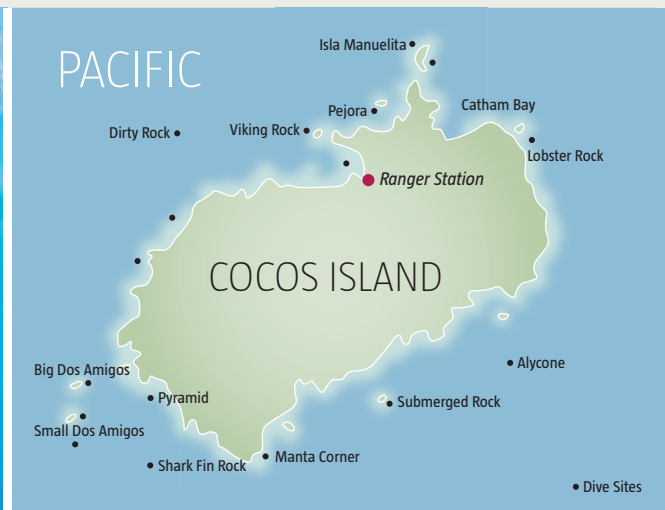 Isla Manuelita
PACIFIC
Catham Bay
Pejora
Dirty Rock
Viking Rock
Lobster Rock
Ranger Station
COCOS ISLAND
Alycone
Big Dos Amigos
Pyramid
Submerged Rock
Small Dos Amigos
Manta Corner
Shark Fin Rock
Dive Sites